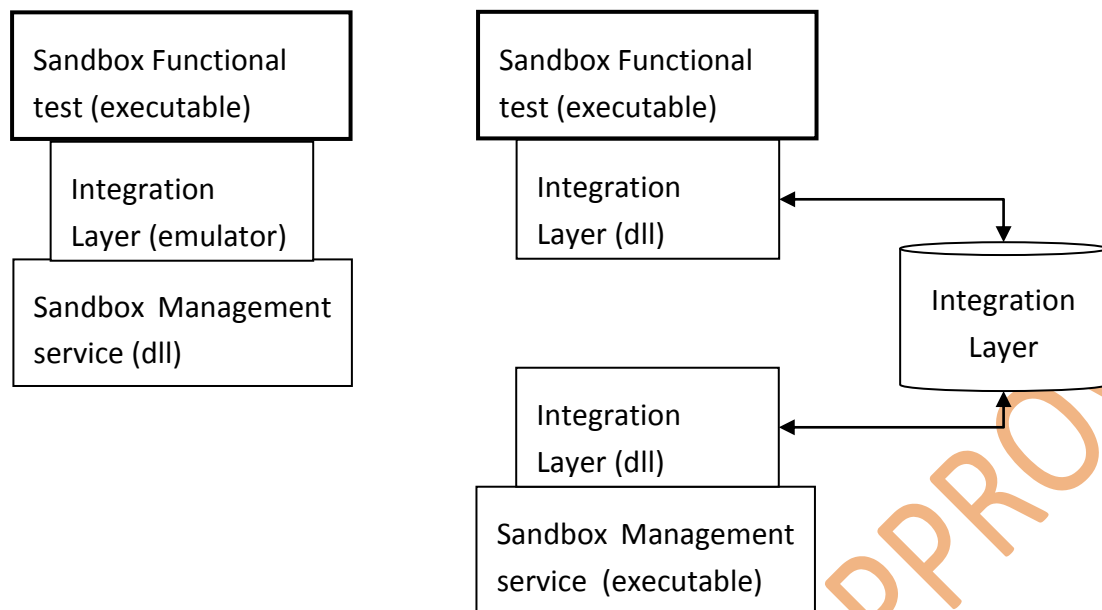 Sandbox Functional
test (executable)
Integration
Layer (emulator)
Sandbox Management
service (dll)
Sandbox Functional
test (executable)
Integration
Layer (dll)
Integration
Layer
Integration
Layer (dll)
Sandbox Management
service (executable)